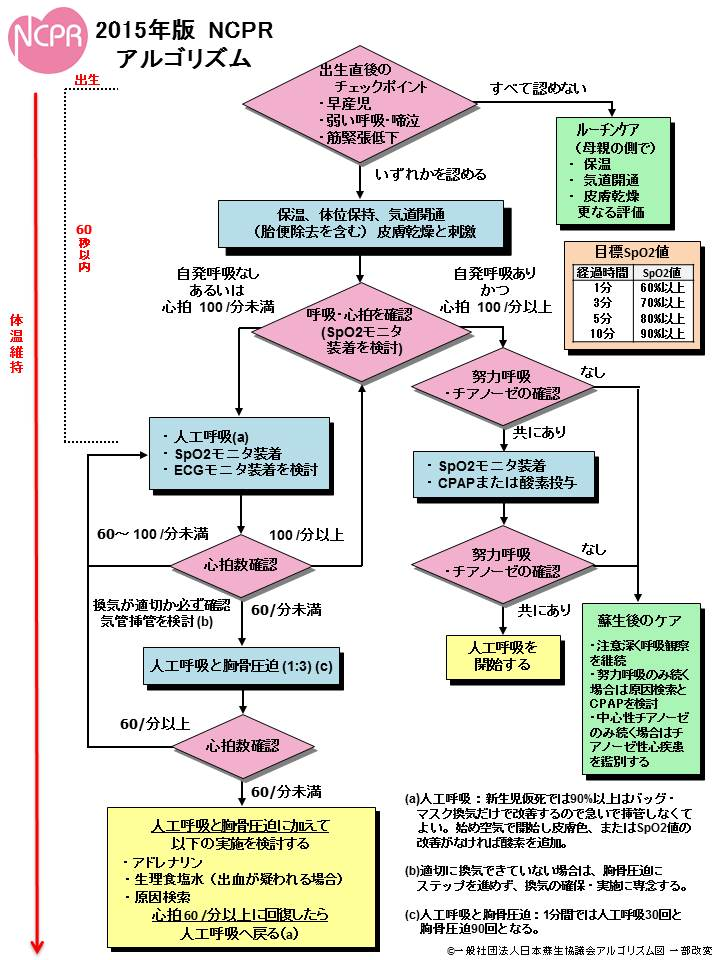 NCPR
2015年版 NCPR
アルゴリズム
出生
60秒以内
体温維持
出生直後の
チェックポイント
・早産児
・弱い呼吸・啼泣
・筋緊張低下
すべて認めない
ルーチンケア
(母親の側で)
・ 保温
・ 気道開通
・ 皮膚乾燥
更なる評価
いずれかを認める
保温、体位保持、気道開通
(胎便除去を含む) 皮膚乾燥と刺激
目標SpO2値
経過時間 SpO2値
1分 60%以上
3分 70%以上
5分 80%以上
10分 90%以上
自発呼吸なし
あるいは
心拍 100 /分未満
自発呼吸あり
かつ
心拍 100 /分以上
呼吸・心拍を確認
(SpO2モニタ
装着を検討)
努力呼吸
・チアノーゼの確認
なし
共にあり
・人工呼吸(a)
・SpO2モニタ装着
・ECGモニタ装着を検討
・SpO2モニタ装着
・CPAPまたは酸素投与
60〜 100 /分未満
100 /分以上
心拍数確認
努力呼吸
・チアノーゼの確認
なし
共にあり
換気が適切か必ず確認
気管挿管を検討 (b)
60/分未満
人工呼吸を
開始する
蘇生後のケア
・注意深く呼吸観察
を継続
・努力呼吸のみ続く
場合は原因検索と
CPAPを検討
・中心性チアノーゼ
のみ続く場合はチ
アノーゼ性心疾患
を鑑別する
人工呼吸と胸骨圧迫 (1:3) (c)
60/分以上
心拍数確認
60/分未満
人工呼吸と胸骨圧迫に加えて
以下の実施を検討する
・アドレナリン
・生理食塩水(出血が疑われる場合)
・原因検索
心拍 60 /分以上に回復したら
人工呼吸へ戻る(a)
(a)人工呼吸 : 新生児仮死では90%以上はバッグ・
マスク換気だけで改善するので急いで挿管しなくて
よい。始め空気で開始し皮膚色、またはSpO2値の
改善がなければ酸素を追加。
(b)適切に換気できていない場合は、胸骨圧迫に
ステップを進めず、換気の確保・実施に専念する。
(c)人工呼吸と胸骨圧迫 : 1分間では人工呼吸30回と
胸骨圧迫90回となる。
©一般社団法人日本蘇生協議会アルゴリズム図 一部改変